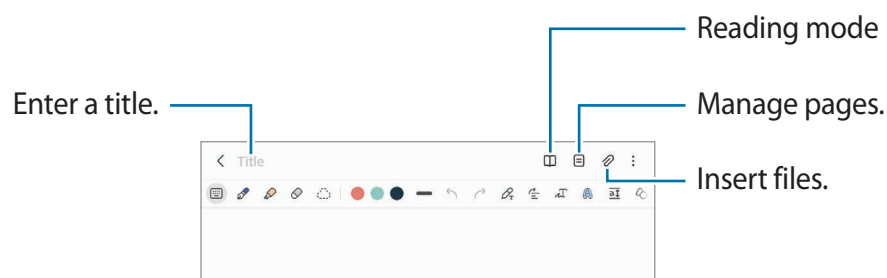 Reading mode
Enter a title.
Manage pages.
Title
Insert files.